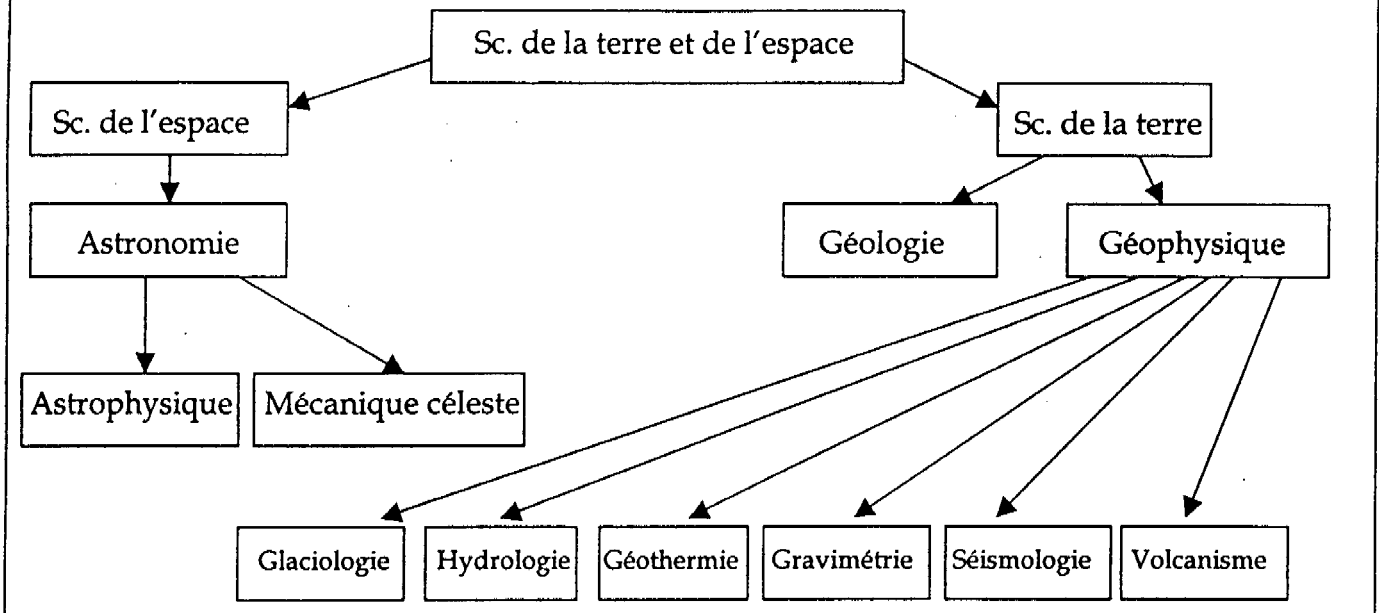 Sc. de la terre et de l'espace
Sc. de l'espace
Sc. de la terre
Astronomie
Géologie
Géophysique
Astrophysique
Mécanique céleste
Glaciologie
Hydrologie
Géothermie
Gravimétrie
Séismologie
Volcanisme